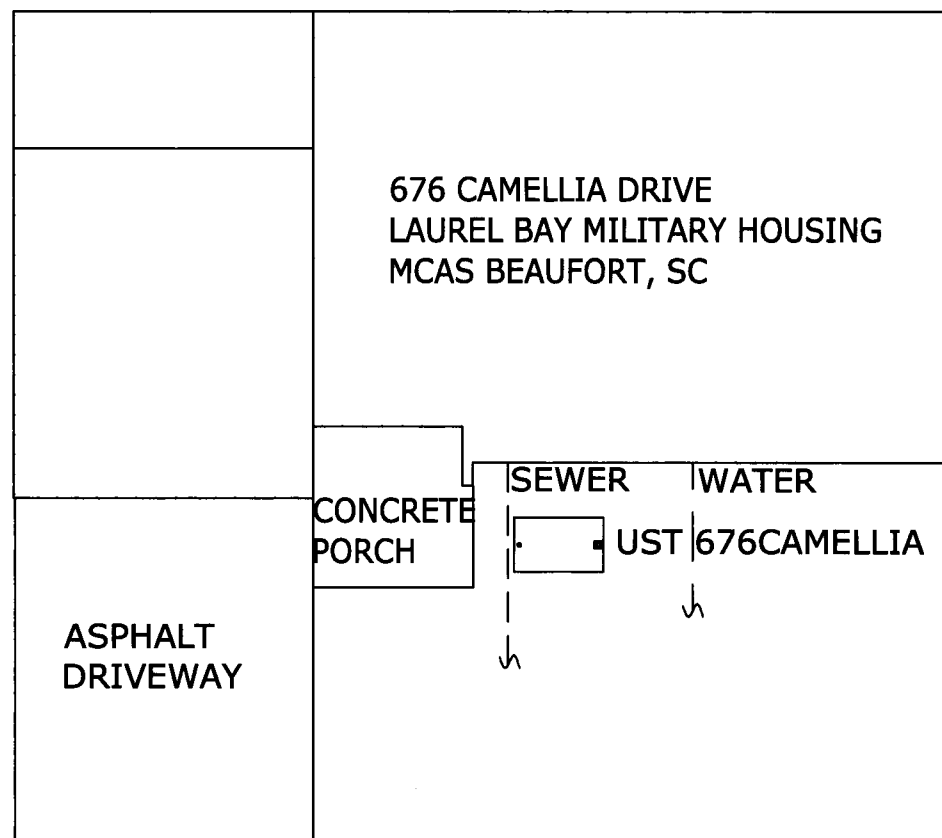 676 CAMELLIA DRIVE
LAUREL BAY MILITARY HOUSING
MCAS BEAUFORT, SC
SEWER
WATER
CONCRETE
PORCH
UST 676CAMELLIA
ASPHALT
DRIVEWAY